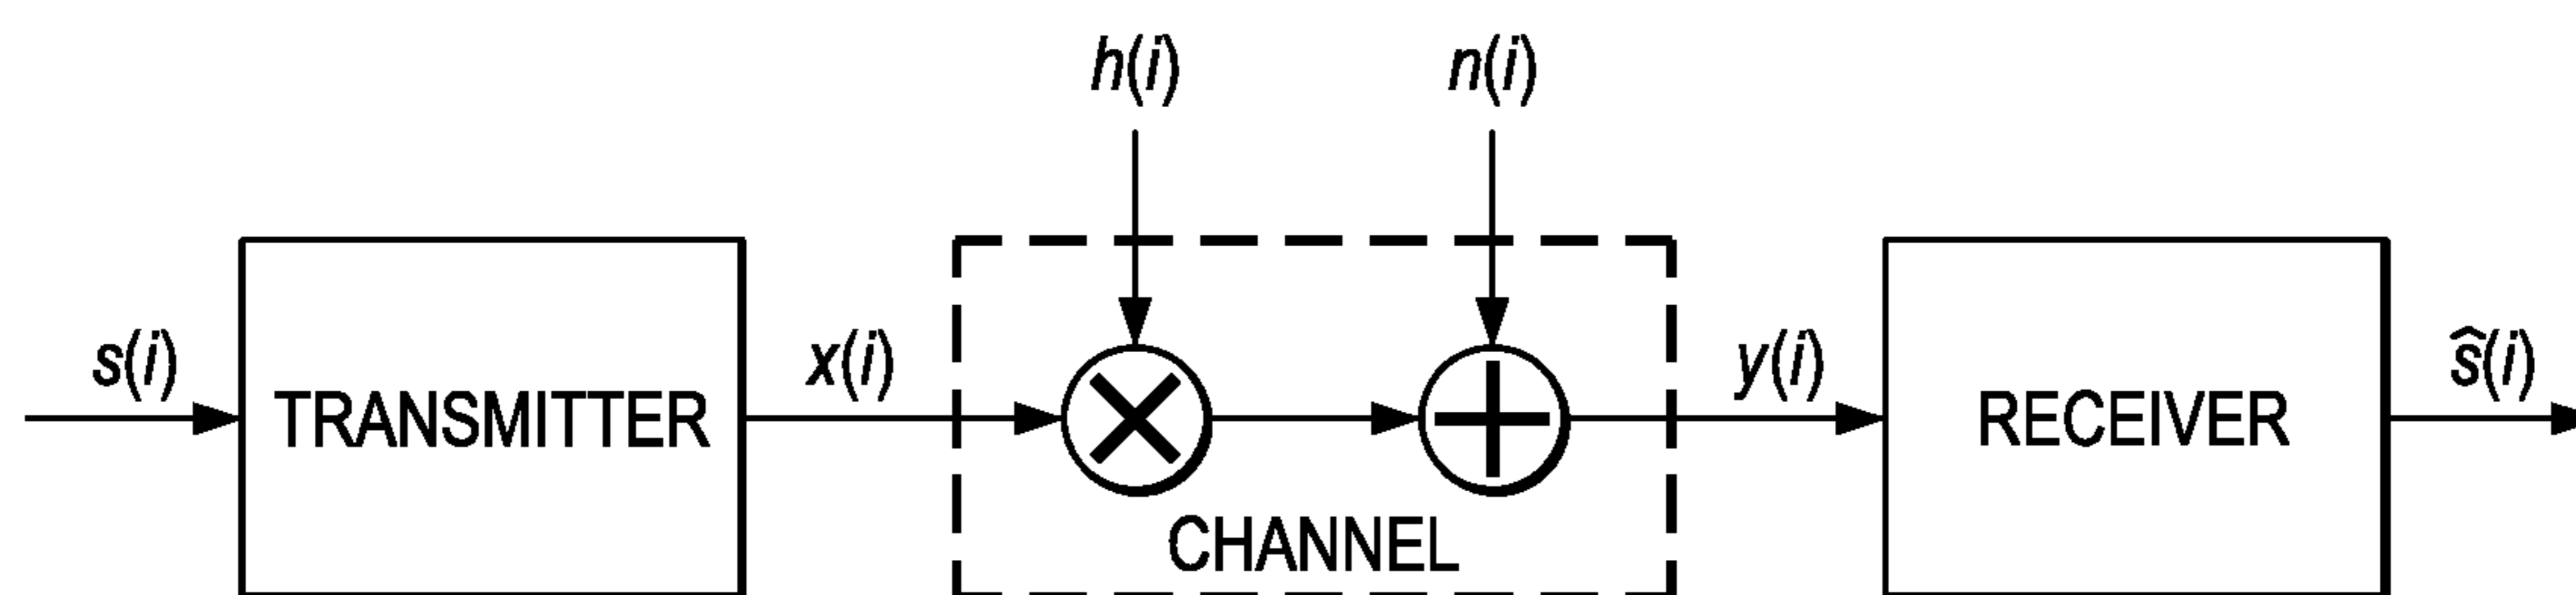 h(i) n(i)
s(i) x(i) y(i) ŝ(i)
TRANSMITTER RECEIVER
CHANNEL